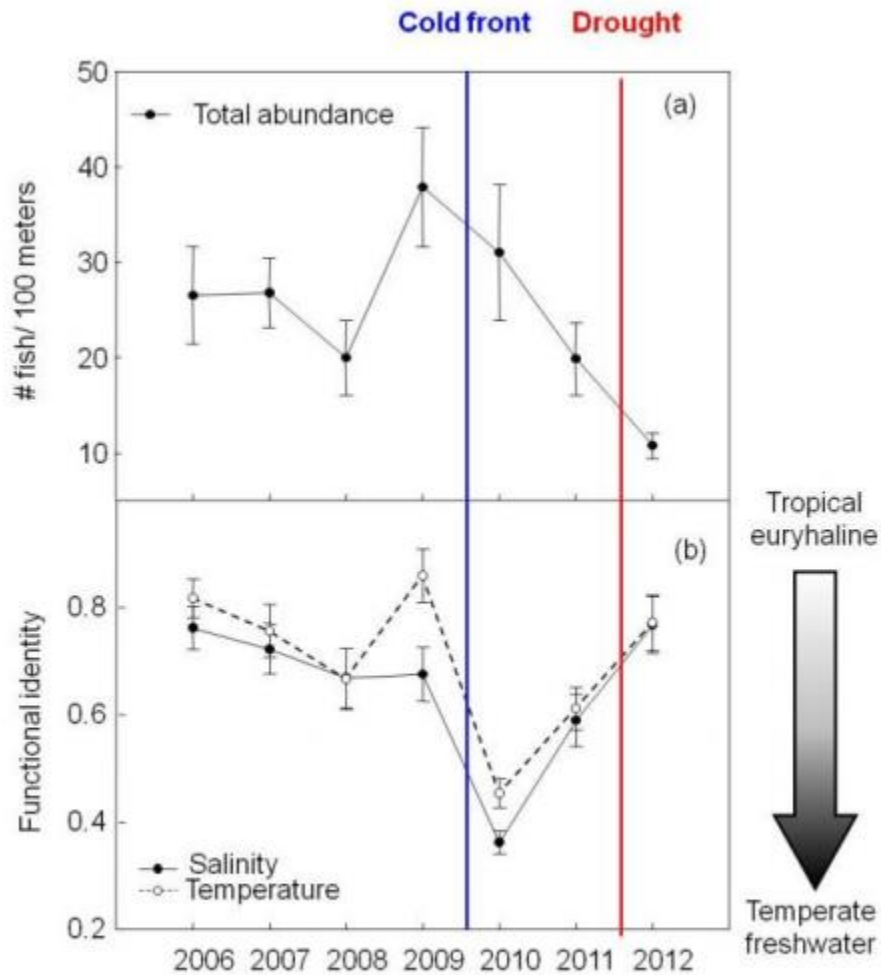 Cold front Drought
50
(a)
Total abundance
40
30
20
10
# fish/ 100 meters
Tropical
euryhaline
(b)
0.8
0.6
0.4
0.2
Functional identity
Salinity
Temperature
Temperate
freshwater
2006 2007 2008 2009 2010 2011 2012